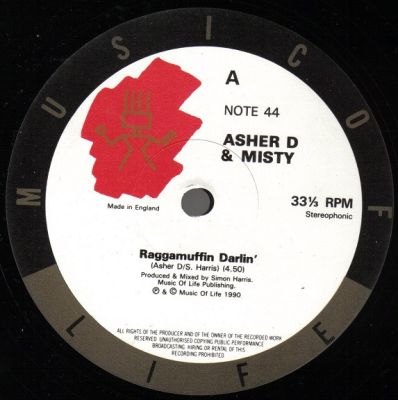 MUSIC OF
LIFE
A
NOTE 44
ASHER D
& MISTY
Made in England
33⅓ RPM
Stereophonic
Raggamuffin Darlin'
(Asher D/S. Harris) (4.50)
Produced & Mixed by Simon Harris.
Music Of Life Publishing.
℗ & © Music Of Life 1990
ALL RIGHTS OF THE PRODUCER AND OF THE OWNER OF THE RECORDED WORK
RESERVED. UNAUTHORISED COPYING PUBLIC PERFORMANCE
BROADCASTING. HIRING OR RENTAL OF THIS
RECORDING PROHIBITED